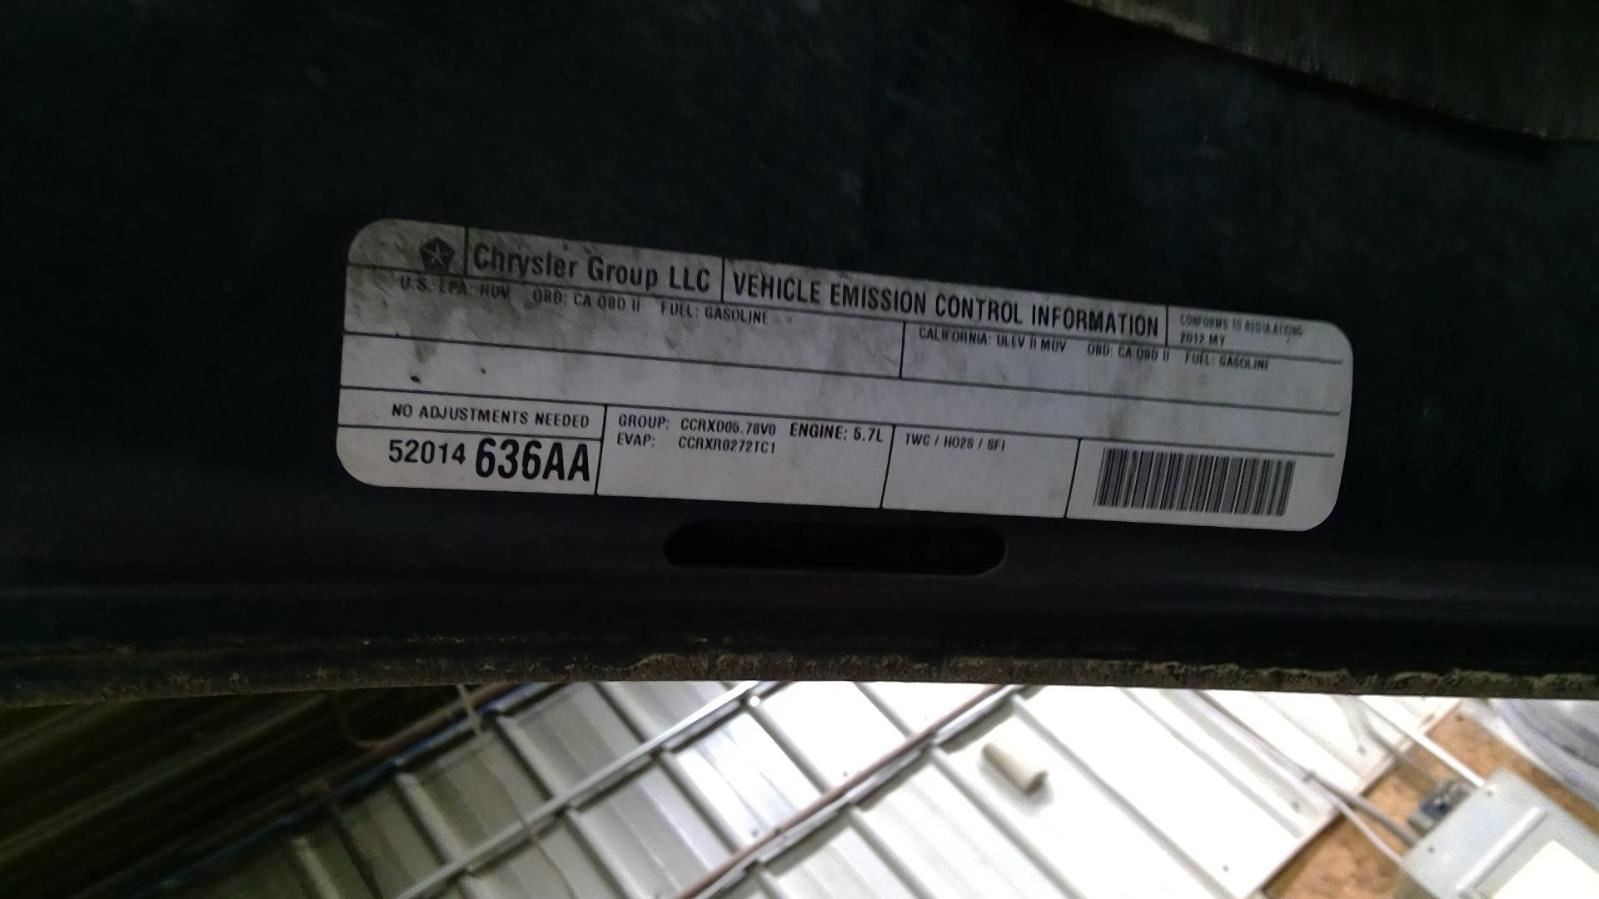 Chrysler Group LLC
VEHICLE EMISSION CONTROL INFORMATION
CONFORMS TO REGULATIONS:
2012 MY
U.S. EPA: HDV OBD: CA OBD II FUEL: GASOLINE
CALIFORNIA: ULEV II MDV OBD: CA OBD II FUEL: GASOLINE
NO ADJUSTMENTS NEEDED
52014 636AA
GROUP: CCRXD05.78V0 ENGINE: 5.7L
EVAP: CCRXR0272TC1
TWC / HO2S / SFI